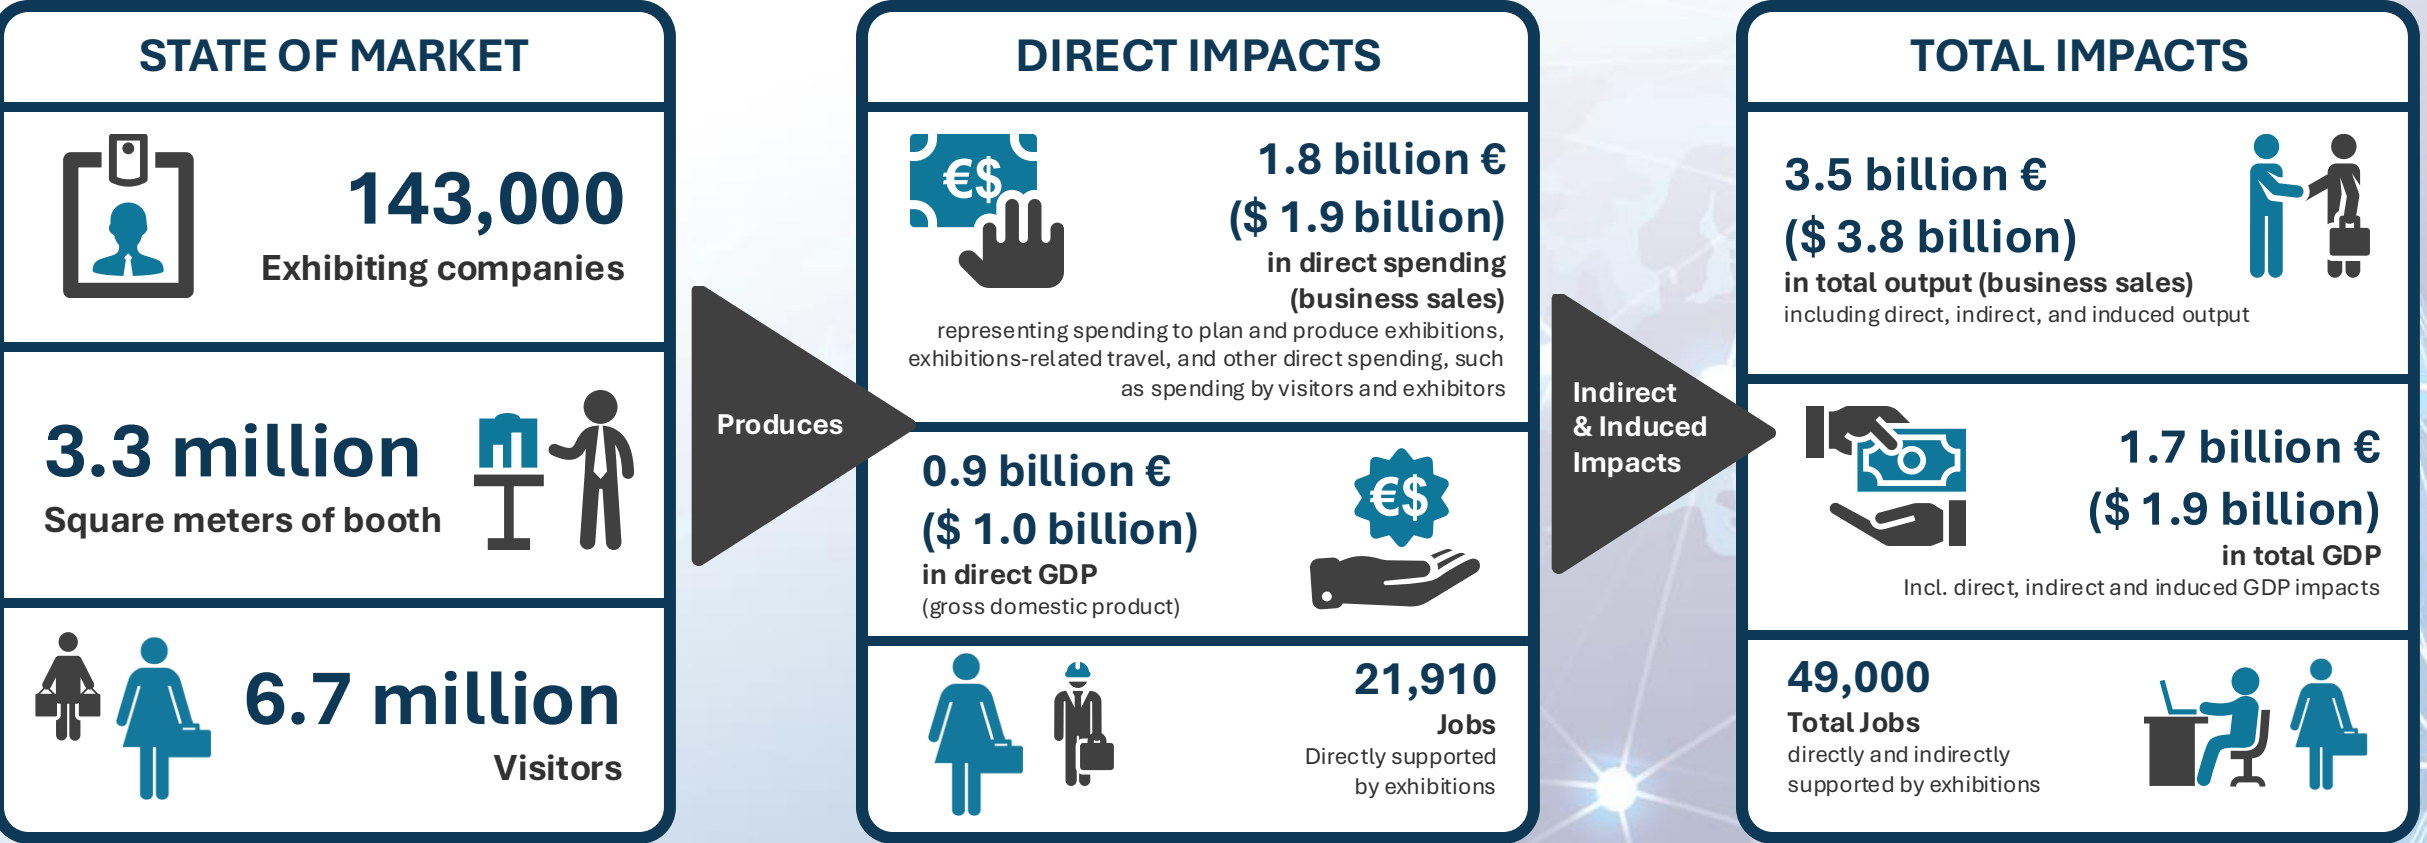 STATE OF MARKET
143,000
Exhibiting companies
3.3 million
Square meters of booth
6.7 million
Visitors
Produces
DIRECT IMPACTS
€$
1.8 billion €
($ 1.9 billion)
in direct spending
(business sales)
representing spending to plan and produce exhibitions,
exhibitions-related travel, and other direct spending, such
as spending by visitors and exhibitors
0.9 billion €
($ 1.0 billion)
in direct GDP
(gross domestic product)
€$
21,910
Jobs
Directly supported
by exhibitions
Indirect
& Induced
Impacts
TOTAL IMPACTS
3.5 billion €
($ 3.8 billion)
in total output (business sales)
including direct, indirect, and induced output
1.7 billion €
($ 1.9 billion)
in total GDP
Incl. direct, indirect and induced GDP impacts
49,000
Total Jobs
directly and indirectly
supported by exhibitions